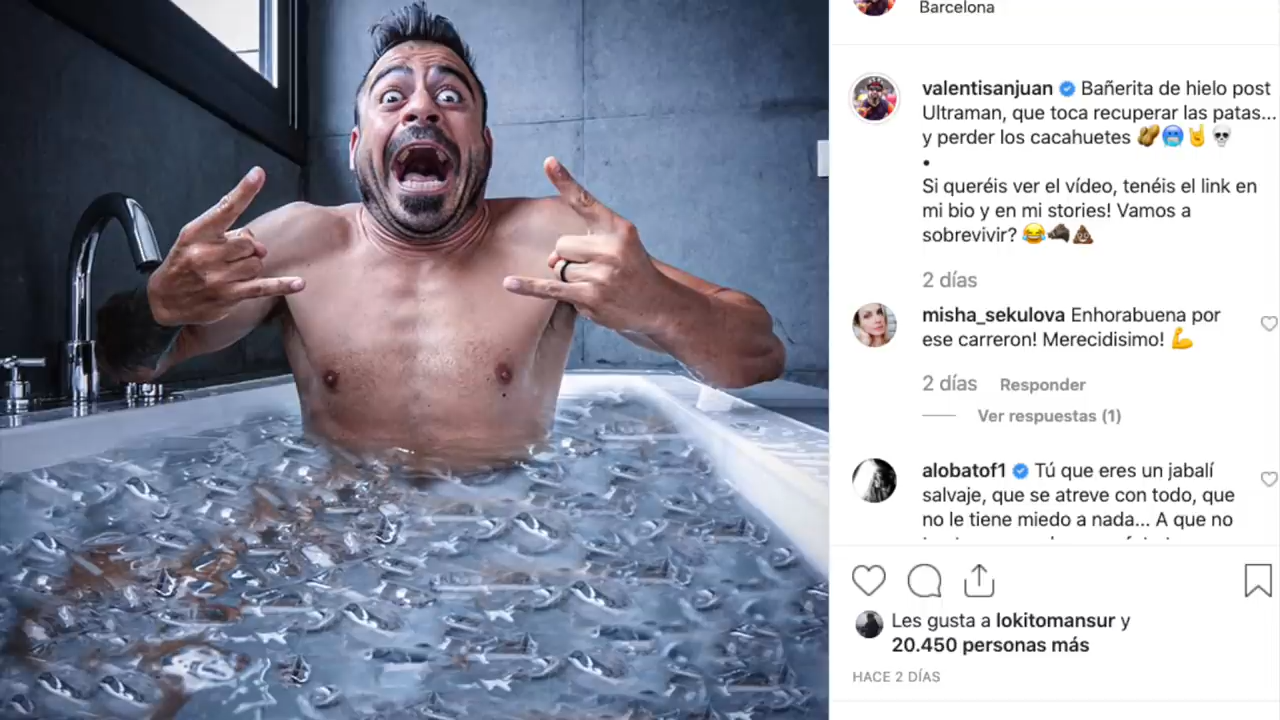 Barcelona
valentisanjuan Bañerita de hielo post
Ultraman, que toca recuperar las patas...
y perder los cacahuetes 🥜🥶🤘💀
•
Si queréis ver el vídeo, tenéis el link en
mi bio y en mi stories! Vamos a
sobrevivir? 😂🐗💩
2 días
misha_sekulova Enhorabuena por
ese carreron! Merecidisimo! 💪
2 días Responder
Ver respuestas (1)
alobatof1 Tú que eres un jabalí
salvaje, que se atreve con todo, que
no le tiene miedo a nada... A que no
Les gusta a lokitomansur y
20.450 personas más
HACE 2 DÍAS